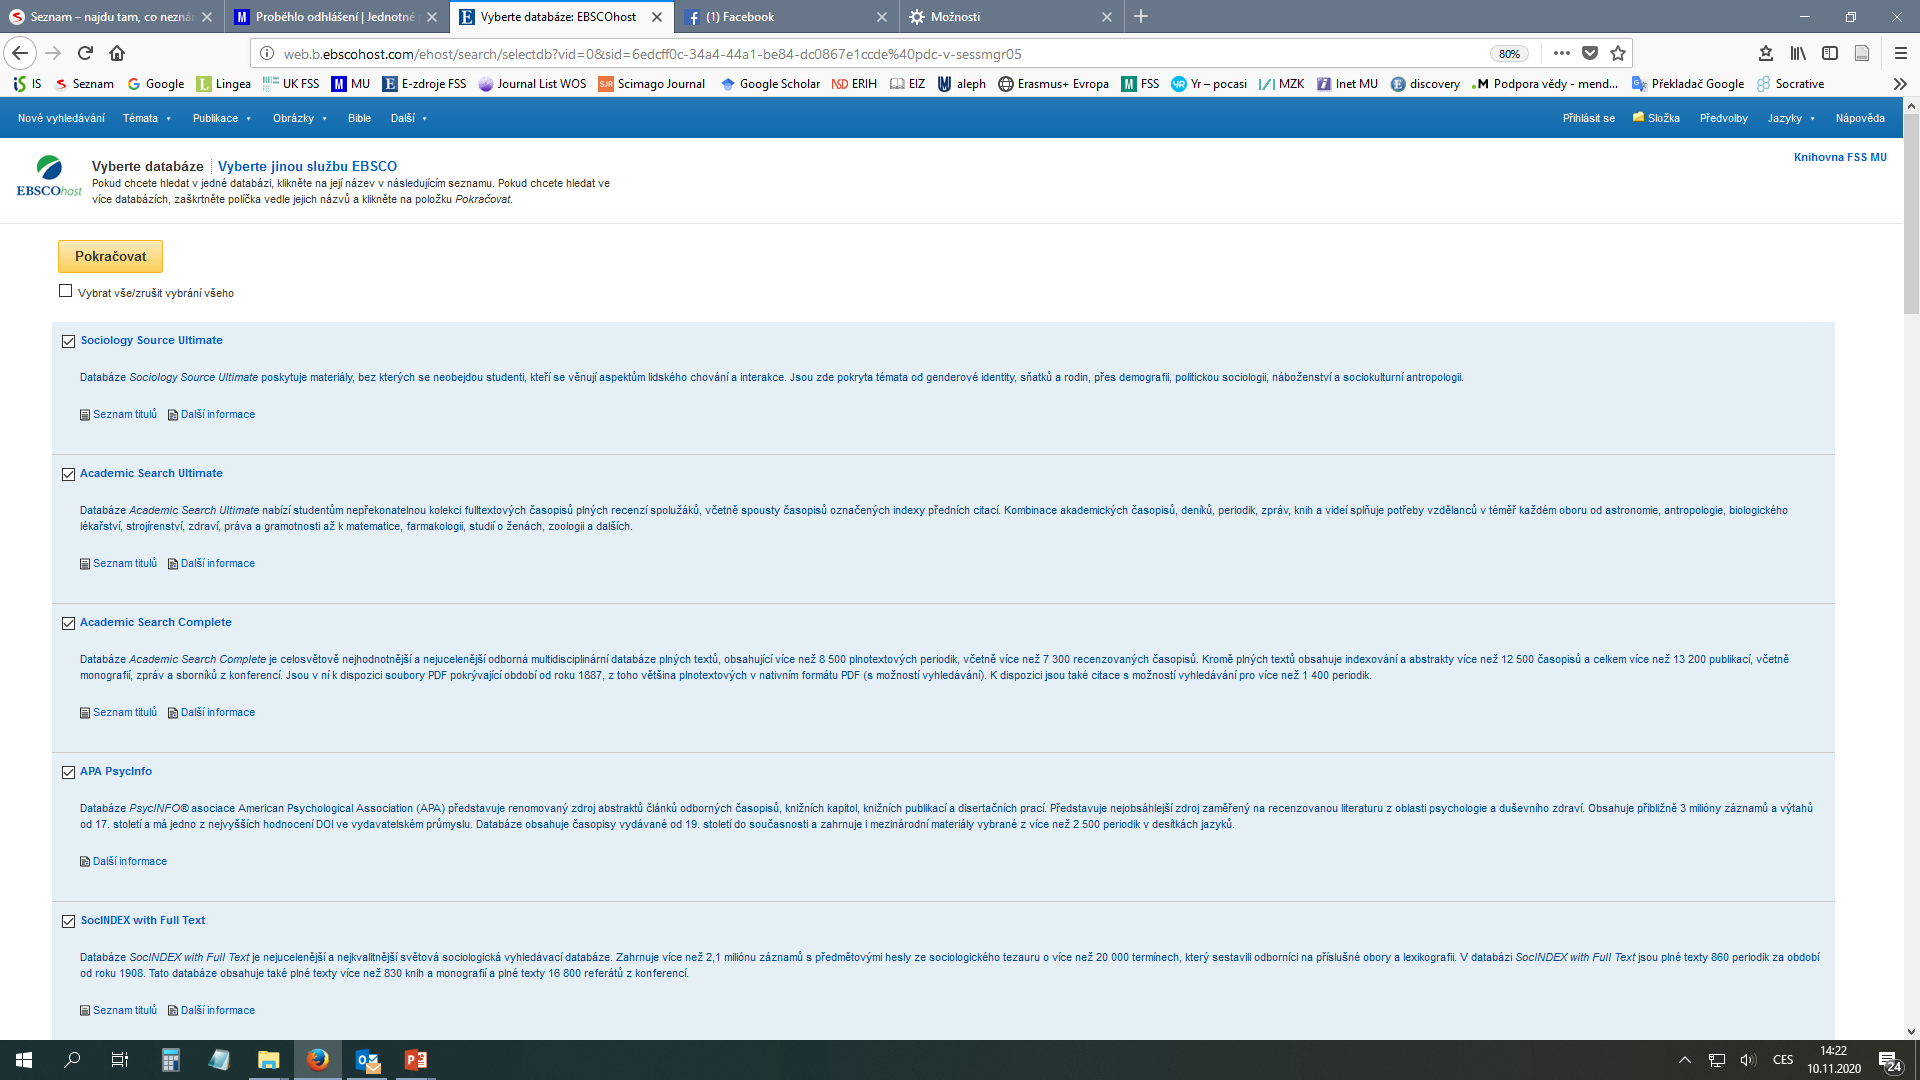 Seznam – najdu tam, co nezná
Proběhlo odhlášení | Jednotné
Vyberte databáze: EBSCOhost
(1) Facebook
Možnosti
web.b.ebscohost.com/ehost/search/selectdb?vid=0&sid=6edcff0c-34a4-44a1-be84-dc0867e1ccde%40pdc-v-sessmgr05
80%
IS Seznam Google Lingea UK FSS MU E-zdroje FSS Journal List WOS Scimago Journal Google Scholar ERIH EIZ aleph Erasmus+ Evropa FSS Yr – pocasi MZK Inet MU discovery Podpora vědy - mend... Překladač Google Socrative
Nové vyhledávání Témata Publikace Obrázky Bible Další Přihlásit se Složka Předvolby Jazyky Nápověda
EBSCOhost
Vyberte databáze Vyberte jinou službu EBSCO
Knihovna FSS MU
Pokud chcete hledat v jedné databázi, klikněte na její název v následujícím seznamu. Pokud chcete hledat ve
více databázích, zaškrtněte políčka vedle jejich názvů a klikněte na položku Pokračovat.
Pokračovat
Vybrat vše/zrušit vybrání všeho
Sociology Source Ultimate
Databáze Sociology Source Ultimate poskytuje materiály, bez kterých se neobejdou studenti, kteří se věnují aspektům lidského chování a interakce. Jsou zde pokryta témata od genderové identity, sňatků a rodin, přes demografii, politickou sociologii, náboženství a sociokulturní antropologii.
Seznam titulů Další informace
Academic Search Ultimate
Databáze Academic Search Ultimate nabízí studentům nepřekonatelnou kolekci fulltextových časopisů plných recenzí spolužáků, včetně spousty časopisů označených indexy předních citací. Kombinace akademických časopisů, deníků, periodik, zpráv, knih a videí splňuje potřeby vzdělanců v téměř každém oboru od astronomie, antropologie, biologického
lékařství, strojírenství, zdraví, práva a gramotnosti až k matematice, farmakologii, studií o ženách, zoologii a dalších.
Seznam titulů Další informace
Academic Search Complete
Databáze Academic Search Complete je celosvětově nejhodnotnější a nejucelenější odborná multidisciplinární databáze plných textů, obsahující více než 8 500 plnotextových periodik, včetně více než 7 300 recenzovaných časopisů. Kromě plných textů obsahuje indexování a abstrakty více než 12 500 časopisů a celkem více než 13 200 publikací, včetně
monografií, zpráv a sborníků z konferencí. Jsou v ní k dispozici soubory PDF pokrývající období od roku 1887, z toho většina plnotextových v nativním formátu PDF (s možností vyhledávání). K dispozici jsou také citace s možností vyhledávání pro více než 1 400 periodik.
Seznam titulů Další informace
APA PsycInfo
Databáze PsycINFO® asociace American Psychological Association (APA) představuje renomovaný zdroj abstraktů článků odborných časopisů, knižních kapitol, knižních publikací a disertačních prací. Představuje nejobsáhlejší zdroj zaměřený na recenzovanou literaturu z oblasti psychologie a duševního zdraví. Obsahuje přibližně 3 milióny záznamů a výtahů
od 17. století a má jedno z nejvyšších hodnocení DOI ve vydavatelském průmyslu. Databáze obsahuje časopisy vydávané od 19. století do současnosti a zahrnuje i mezinárodní materiály vybrané z více než 2 500 periodik v desítkách jazyků.
Další informace
SocINDEX with Full Text
Databáze SocINDEX with Full Text je nejucelenější a nejkvalitnější světová sociologická vyhledávací databáze. Zahrnuje více než 2,1 miliónu záznamů s předmětovými hesly ze sociologického tezauru o více než 20 000 termínech, který sestavili odborníci na příslušné obory a lexikografii. V databázi SocINDEX with Full Text jsou plné texty 860 periodik za období
od roku 1908. Tato databáze obsahuje také plné texty více než 830 knih a monografií a plné texty 16 800 referátů z konferencí.
Seznam titulů Další informace
CES
14:22
10.11.2020
24